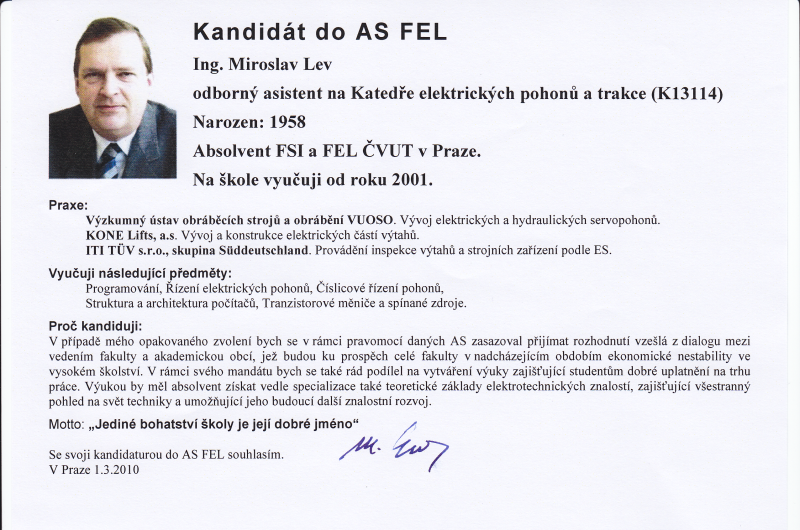 Kandidát do AS FEL
Ing. Miroslav Lev
odborný asistent na Katedře elektrických pohonů a trakce (K13114)
Narozen: 1958
Absolvent FSI a FEL ČVUT v Praze.
Na škole vyučuji od roku 2001.
Praxe:
Výzkumný ústav obráběcích strojů a obrábění VUOSO. Vývoj elektrických a hydraulických servopohonů.
KONE Lifts, a.s. Vývoj a konstrukce elektrických částí výtahů.
ITI TÜV s.r.o., skupina Süddeutschland. Provádění inspekce výtahů a strojních zařízení podle ES.
Vyučuji následující předměty:
Programování, Řízení elektrických pohonů, Číslicové řízení pohonů,
Struktura a architektura počítačů, Tranzistorové měniče a spínané zdroje.
Proč kandiduji:
V případě mého opakovaného zvolení bych se v rámci pravomocí daných AS zasazoval přijímat rozhodnutí vzešlá z dialogu mezi
vedením fakulty a akademickou obcí, jež budou ku prospěch celé fakulty v nadcházejícím obdobím ekonomické nestability ve
vysokém školství. V rámci svého mandátu bych se také rád podílel na vytváření výuky zajišťující studentům dobré uplatnění na trhu
práce. Výukou by měl absolvent získat vedle specializace také teoretické základy elektrotechnických znalostí, zajišťující všestranný
pohled na svět techniky a umožňující jeho budoucí další znalostní rozvoj.
Motto: „Jediné bohatství školy je její dobré jméno“
Se svoji kandidaturou do AS FEL souhlasím.
V Praze 1.3.2010